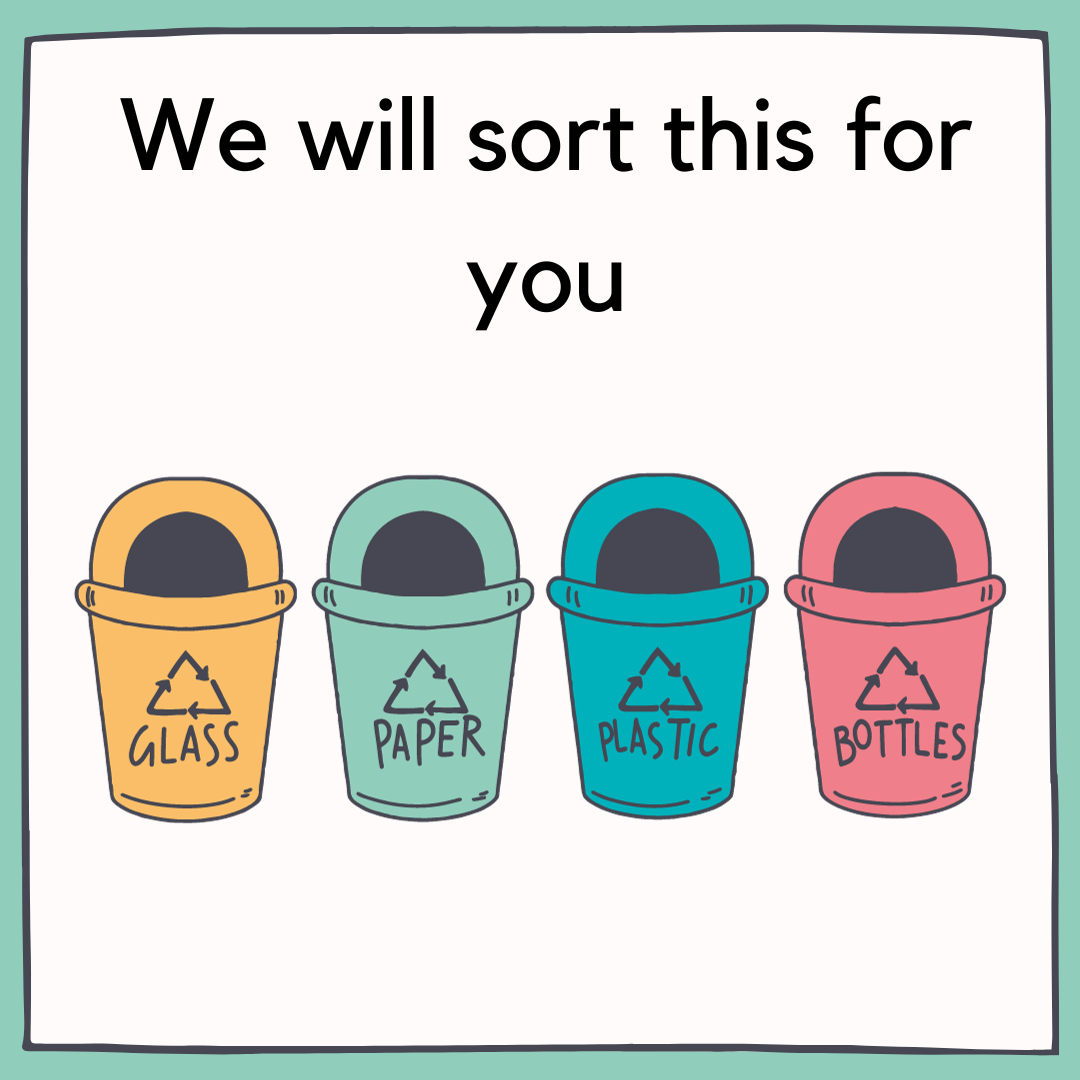 We will sort this for
you
GLASS
PAPER
PLASTIC
BOTTLES